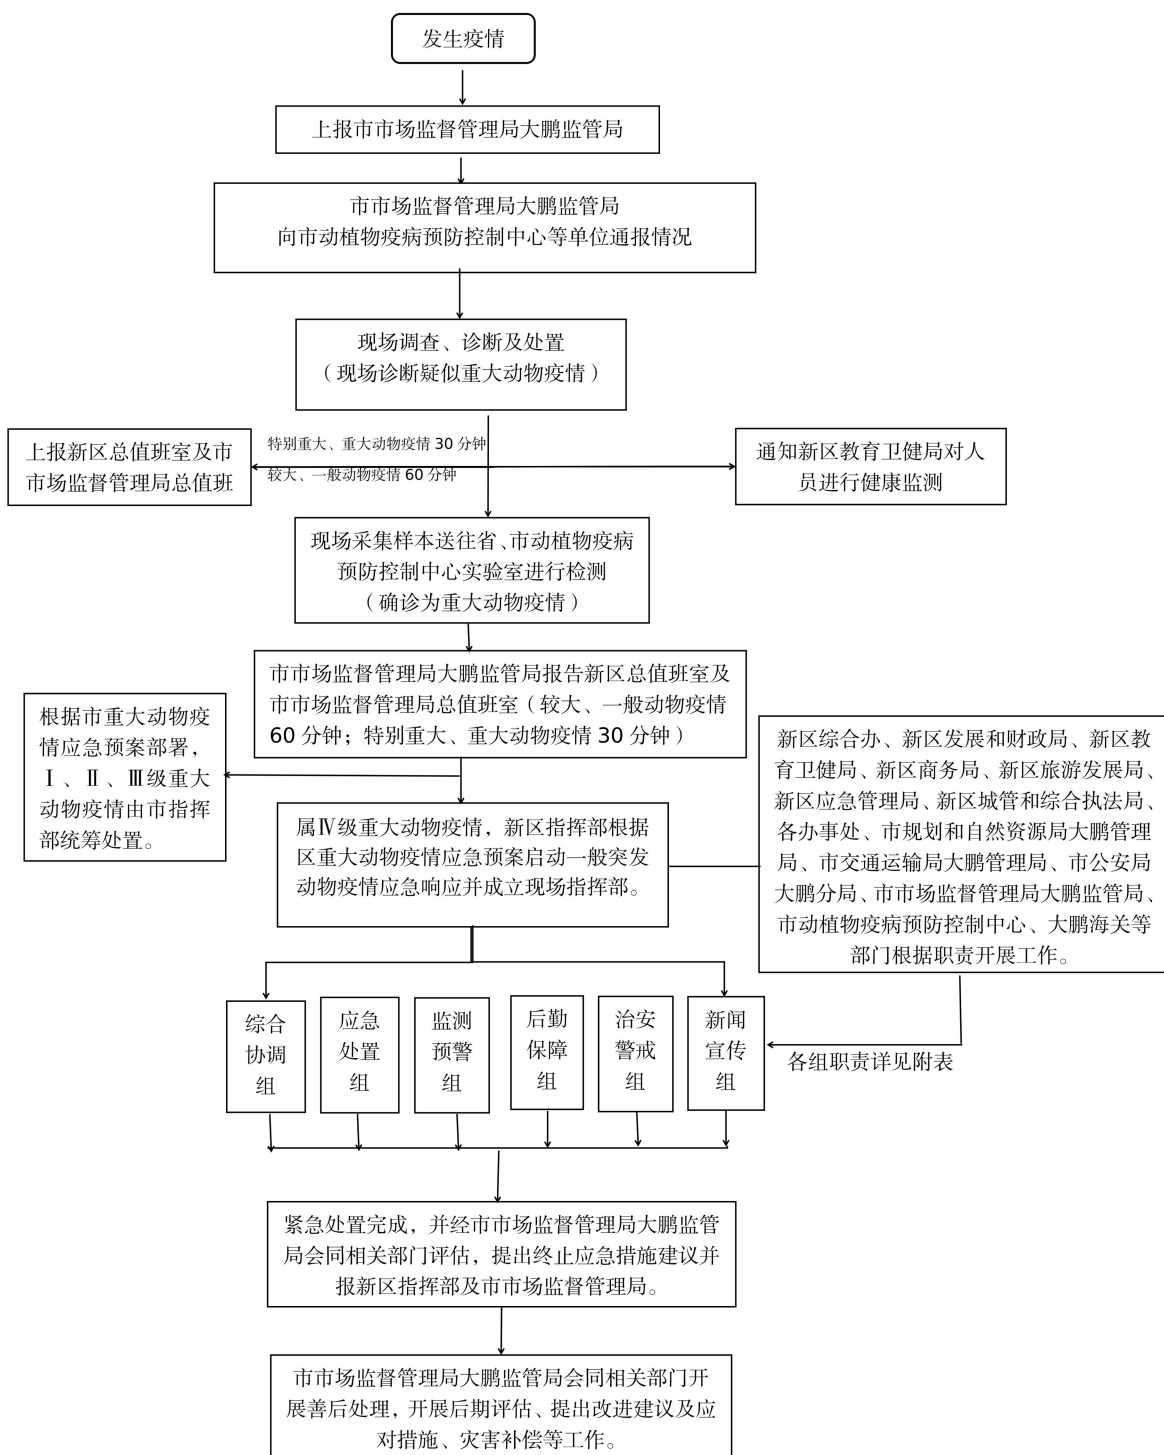 发生疫情
上报市市场监督管理局大鹏监管局
市市场监督管理局大鹏监管局
向市动植物疫病预防控制中心等单位通报情况
现场调查、诊断及处置
（现场诊断疑似重大动物疫情）
特别重大、重大动物疫情 30 分钟
较大、一般动物疫情 60 分钟
上报新区总值班室及市
市场监督管理局总值班
通知新区教育卫健局对人
员进行健康监测
现场采集样本送往省、市动植物疫病
预防控制中心实验室进行检测
（确诊为重大动物疫情）
市市场监督管理局大鹏监管局报告新区总值班室及
市市场监督管理局总值班室（较大、一般动物疫情
60 分钟；特别重大、重大动物疫情 30 分钟）
根据市重大动物疫
情应急预案部署，
Ⅰ、Ⅱ、Ⅲ级重大
动物疫情由市指挥
部统筹处置。
属Ⅳ级重大动物疫情，新区指挥部根据
区重大动物疫情应急预案启动一般突发
动物疫情应急响应并成立现场指挥部。
新区综合办、新区发展和财政局、新区教
育卫健局、新区商务局、新区旅游发展局、
新区应急管理局、新区城管和综合执法局、
各办事处、市规划和自然资源局大鹏管理
局、市交通运输局大鹏管理局、市公安局
大鹏分局、市市场监督管理局大鹏监管局、
市动植物疫病预防控制中心、大鹏海关等
部门根据职责开展工作。
综合
协调
组
应急
处置
组
监测
预警
组
后勤
保障
组
治安
警戒
组
新闻
宣传
组
各组职责详见附表
紧急处置完成，并经市市场监督管理局大鹏监管
局会同相关部门评估，提出终止应急措施建议并
报新区指挥部及市市场监督管理局。
市市场监督管理局大鹏监管局会同相关部门开
展善后处理，开展后期评估、提出改进建议及应
对措施、灾害补偿等工作。